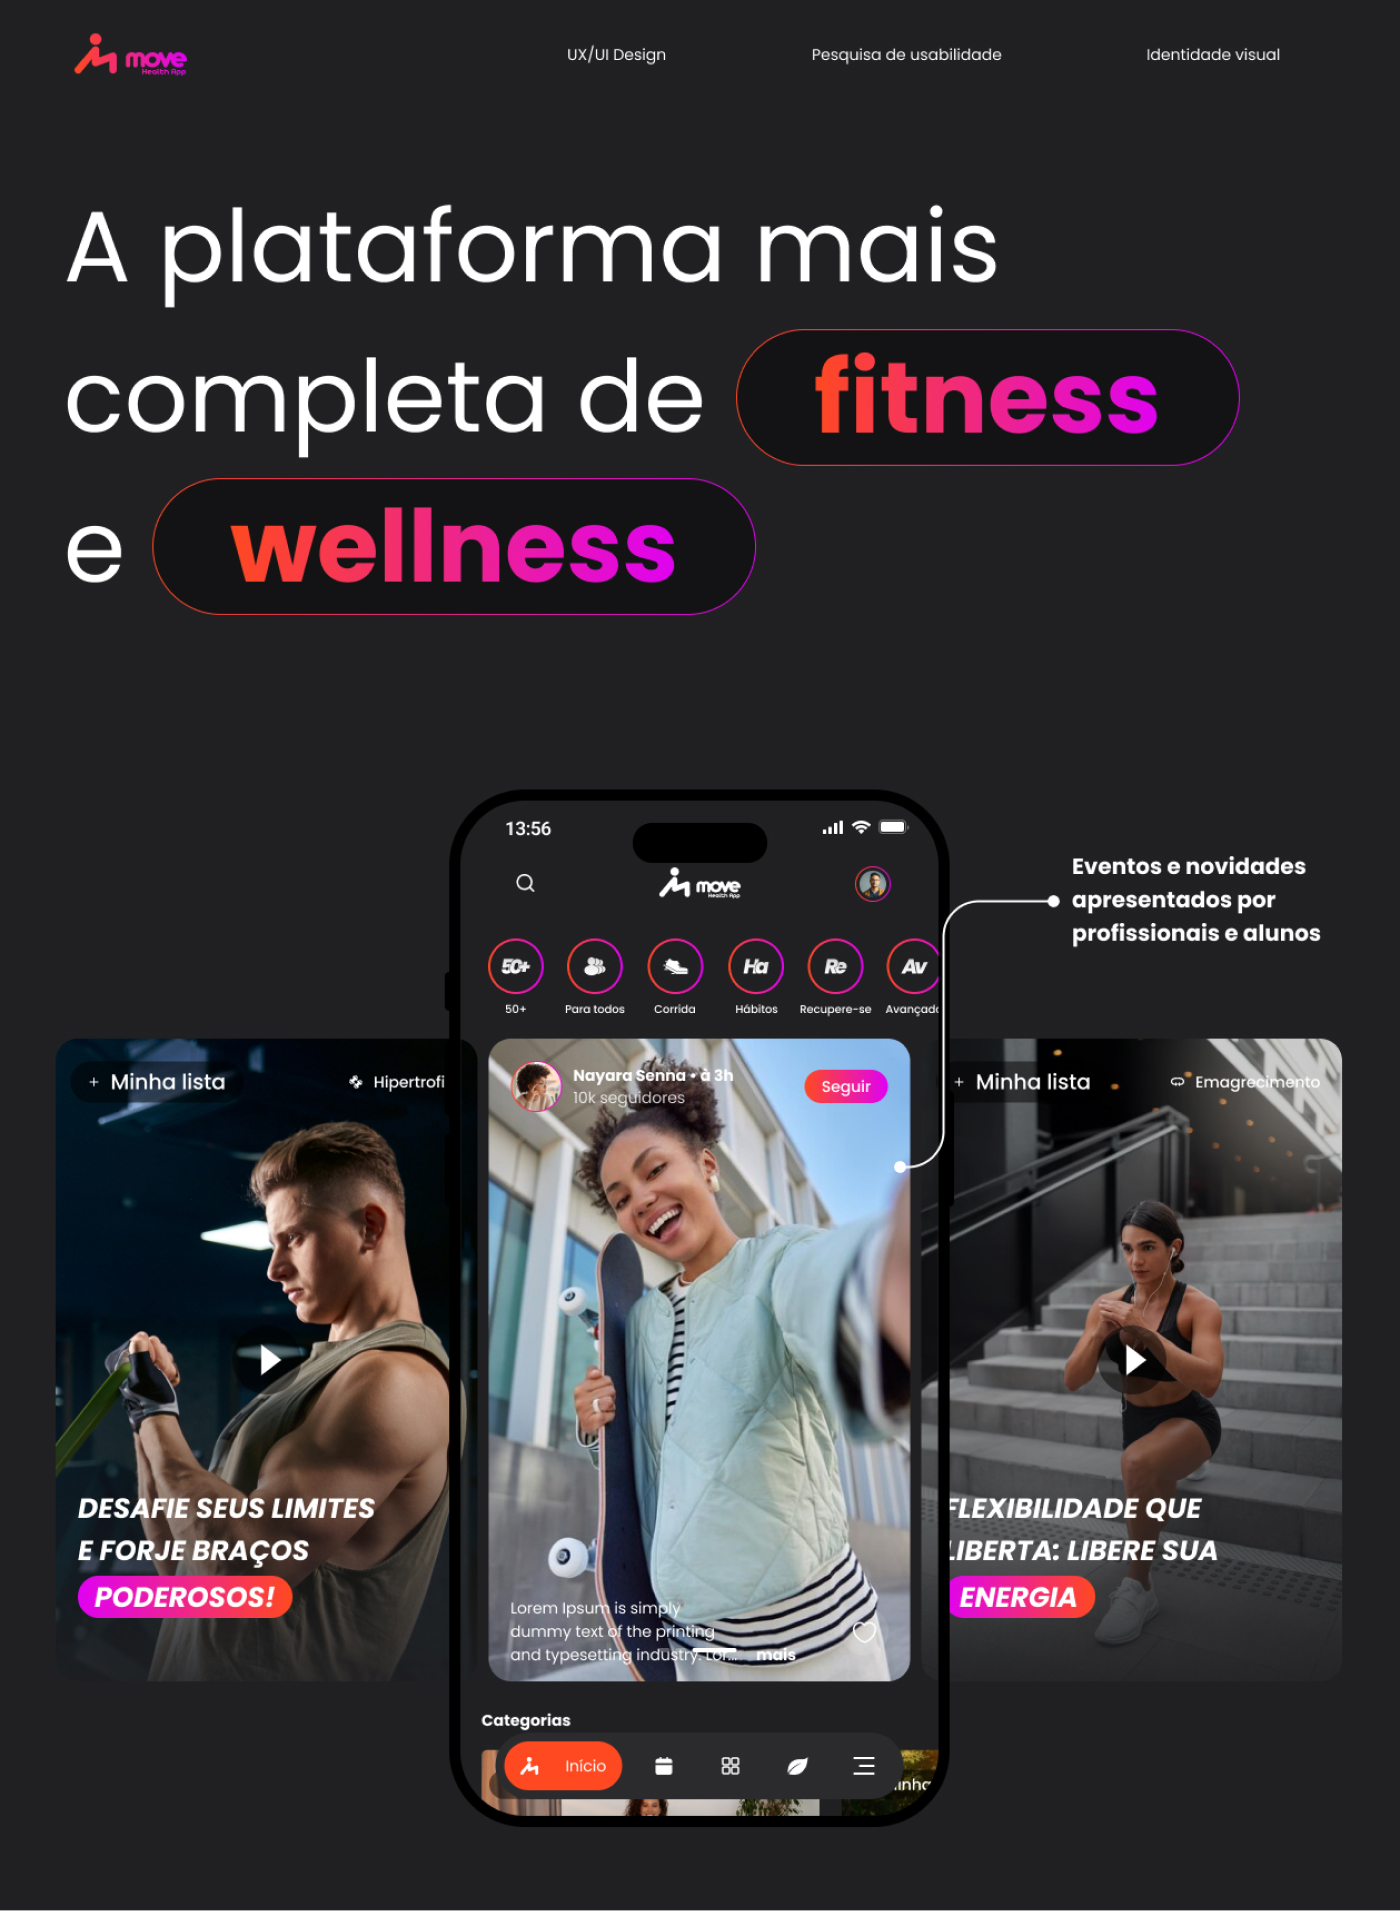 move
Health App
UX/UI Design
Pesquisa de usabilidade
Identidade visual
A plataforma mais
completa de fitness
e wellness
13:56
move
Health App
Eventos e novidades
apresentados por
profissionais e alunos
50+ Ha Re Av
50+ Para todos Corrida Hábitos Recupere-se Avançado
+ Minha lista
Hipertrofi
Nayara Senna • à 3h
10k seguidores
Seguir
+ Minha lista
Emagrecimento
DESAFIE SEUS LIMITES
E FORJE BRAÇOS
PODEROSOS!
Lorem Ipsum is simply
dummy text of the printing
and typesetting industry. Lor... mais
FLEXIBILIDADE QUE
LIBERTA: LIBERE SUA
ENERGIA
Categorias
Início
inha